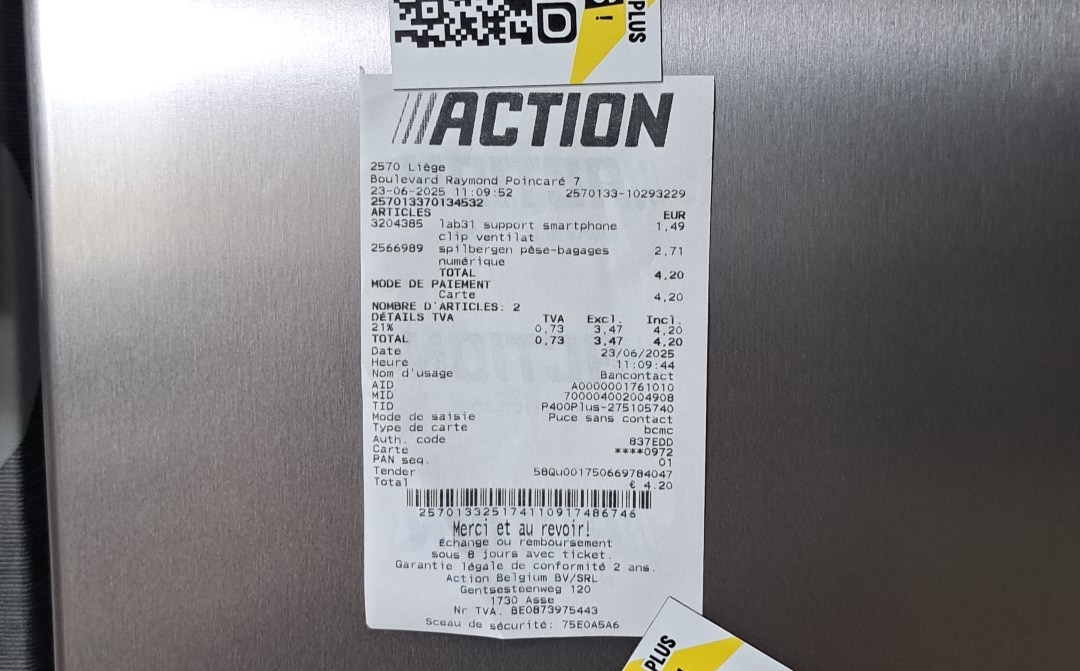 S !
PLUS
ACTION
2570 Liège
Boulevard Raymond Poincaré 7
23-06-2025 11:09:52 2570133-10293229
257013370134532
ARTICLES EUR
3204385 lab31 support smartphone 1,49
clip ventilat
2566989 spilbergen pèse-bagages 2,71
numérique
TOTAL 4,20
MODE DE PAIEMENT
Carte 4,20
NOMBRE D'ARTICLES: 2
DÉTAILS TVA TVA Excl. Incl.
21% 0,73 3,47 4,20
TOTAL 0,73 3,47 4,20
Date 23/06/2025
Heure 11:09:44
Nom d'usage Bancontact
AID A0000001761010
MID 700004002004908
TID P400Plus-275105740
Mode de saisie Puce sans contact
Type de carte bcmc
Auth. code 837EDD
Carte ****0972
PAN seq. 01
Tender 58Qu001750669784047
Total € 4.20
257013325174110917486746
Merci et au revoir!
Échange ou remboursement
sous 8 jours avec ticket.
Garantie légale de conformité 2 ans.
Action Belgium BV/SRL
Gentsesteenweg 120
1730 Asse
Nr TVA. BE0873975443
Sceau de sécurité: 75E0A5A6
PLUS